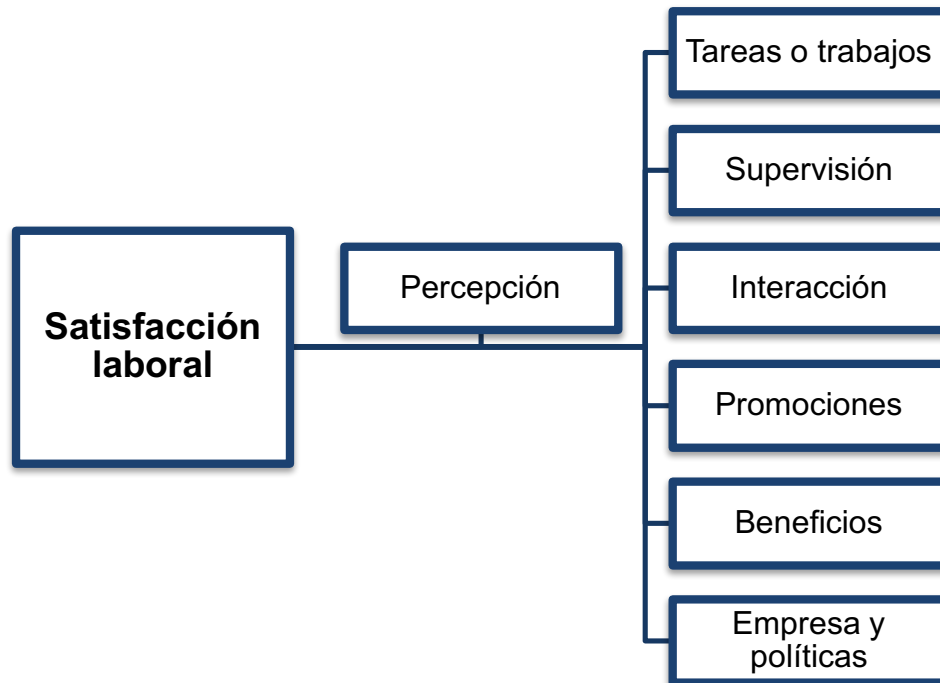 Satisfacción
laboral
Percepción
Tareas o trabajos
Supervisión
Interacción
Promociones
Beneficios
Empresa y
políticas